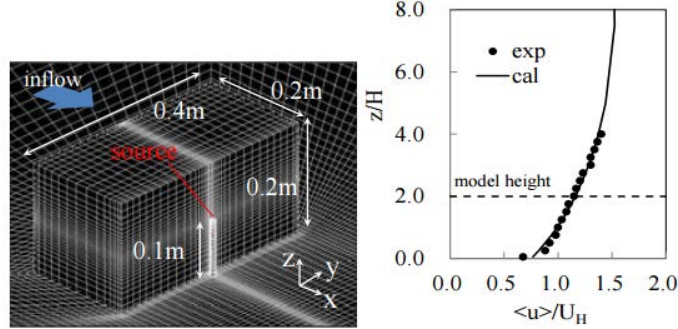 inflow
0.4m
0.2m
source
0.2m
0.1m
z
y
x
8.0
6.0
4.0
2.0
0.0
z/H
exp
cal
model height
0.0 0.5 1.0 1.5 2.0
<u>/U_H